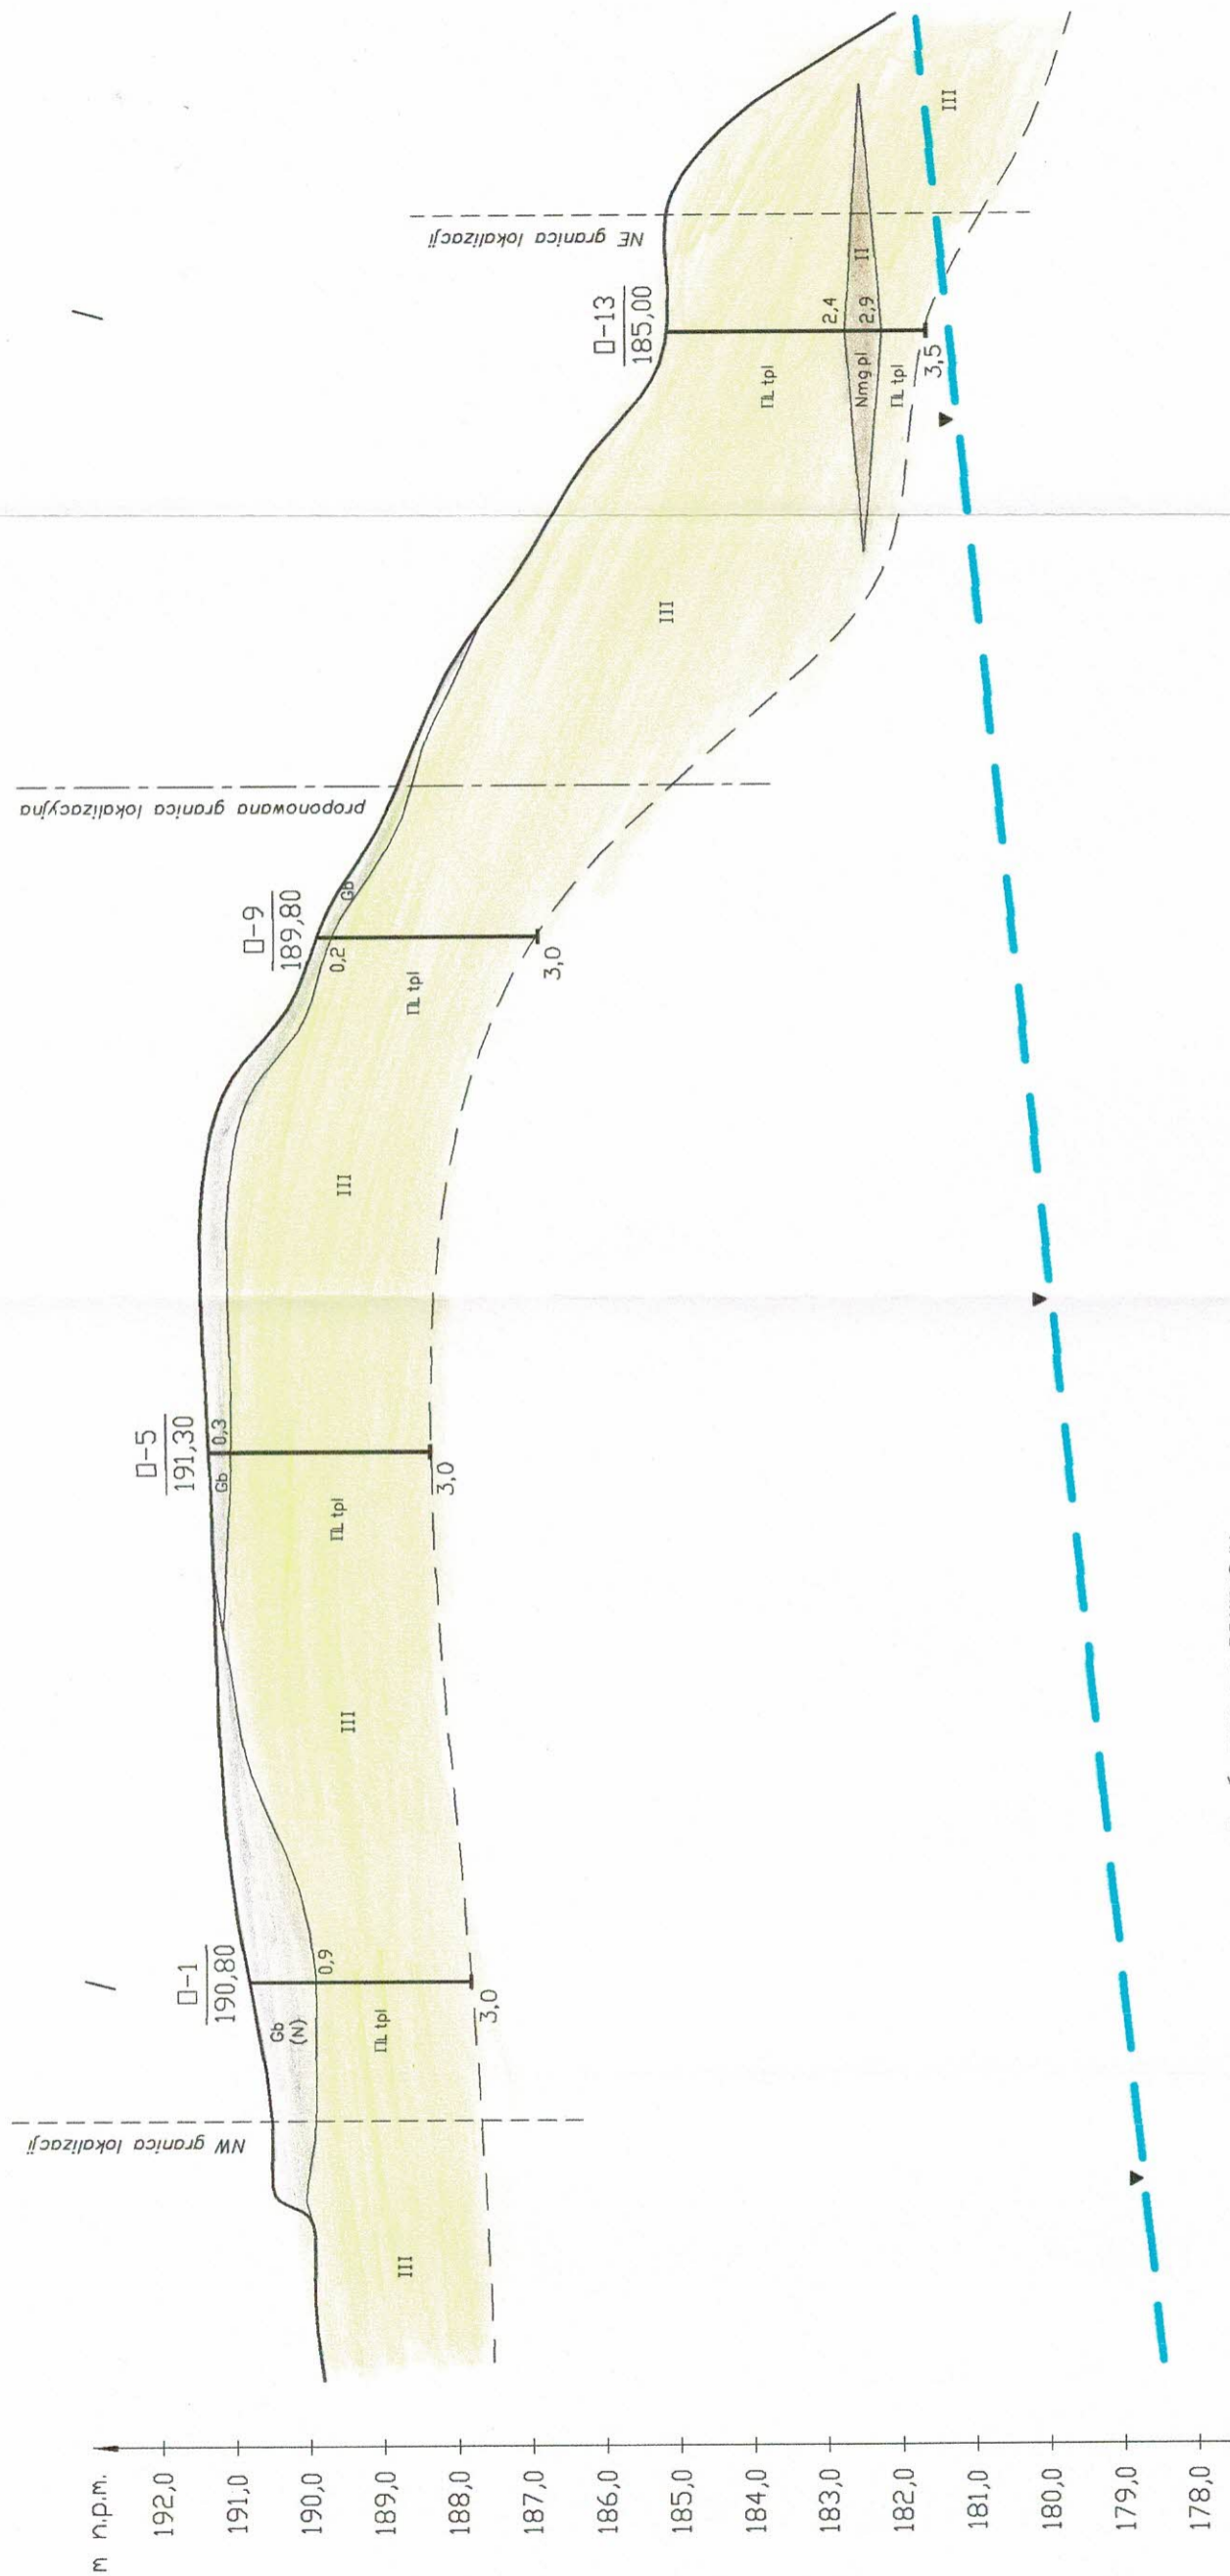 m n.p.m.
192,0
191,0
190,0
189,0
188,0
187,0
186,0
185,0
184,0
183,0
182,0
181,0
180,0
179,0
178,0
NW granica lokalizacji
III
-1
190,80
Gb
(N)
0,9
tpl
3,0
III
-5
191,30
Gb
0,3
tpl
3,0
III
-9
189,80
0,2
Gb
tpl
3,0
proponowana granica lokalizacyjna
III
-13
185,00
tpl
2,4
Nmg pl
2,9
II
tpl
3,5
NE granica lokalizacji
III